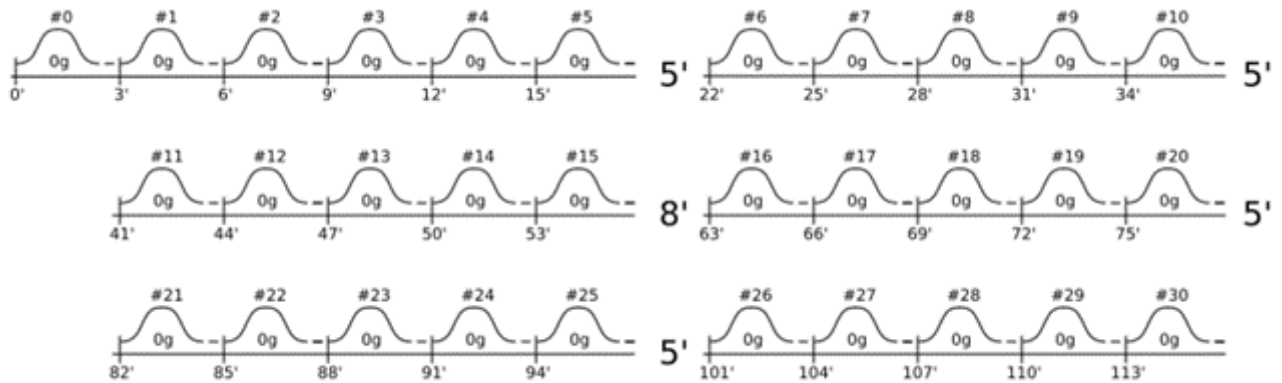 #0 #1 #2 #3 #4 #5 #6 #7 #8 #9 #10
0g 0g 0g 0g 0g 0g 5' 0g 0g 0g 0g 0g 5'
0' 3' 6' 9' 12' 15' 22' 25' 28' 31' 34'
#11 #12 #13 #14 #15 #16 #17 #18 #19 #20
0g 0g 0g 0g 0g 8' 0g 0g 0g 0g 0g 5'
41' 44' 47' 50' 53' 63' 66' 69' 72' 75'
#21 #22 #23 #24 #25 #26 #27 #28 #29 #30
0g 0g 0g 0g 0g 5' 0g 0g 0g 0g 0g
82' 85' 88' 91' 94' 101' 104' 107' 110' 113'